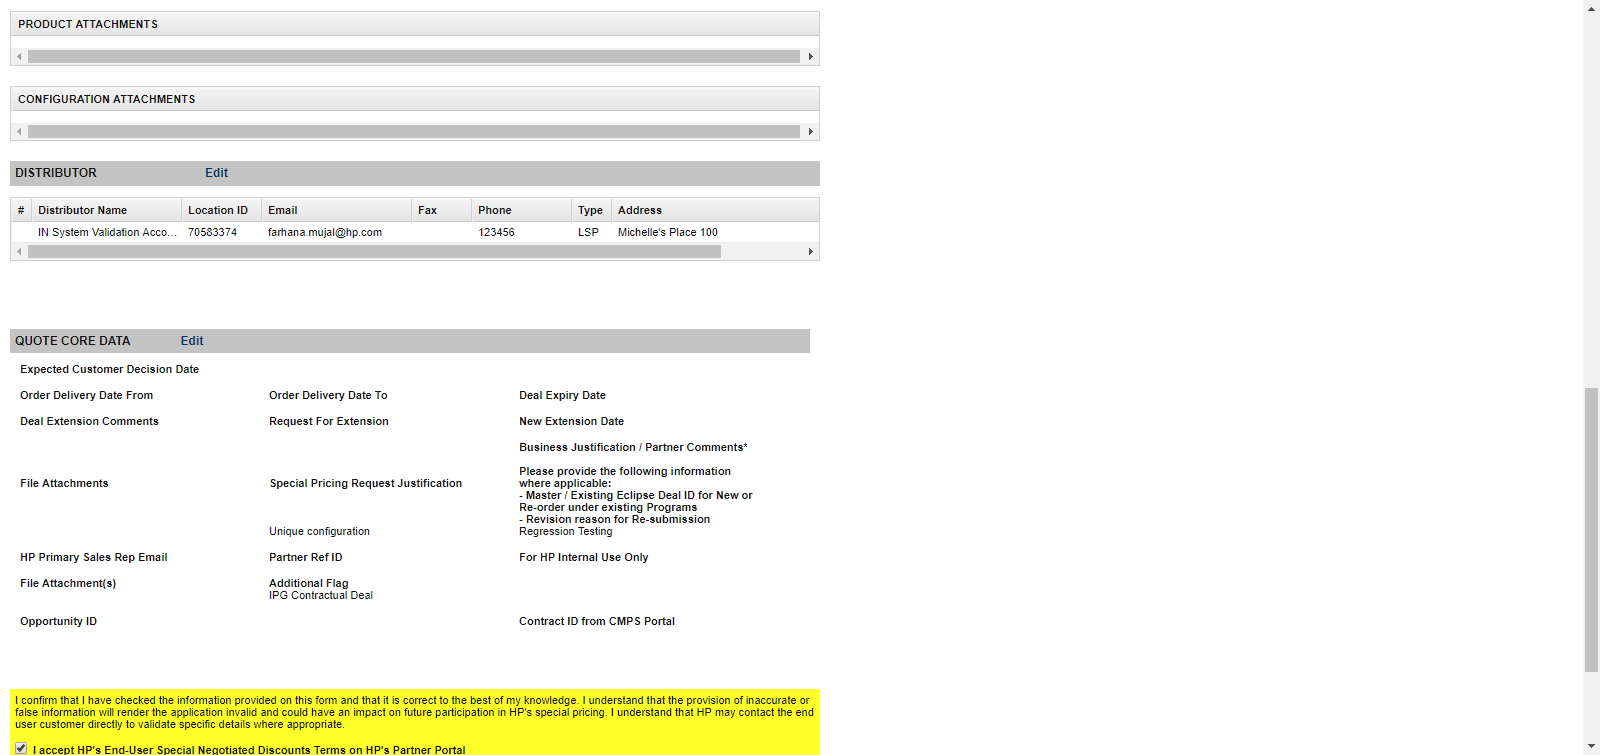 PRODUCT ATTACHMENTS
CONFIGURATION ATTACHMENTS
DISTRIBUTOR Edit
# Distributor Name Location ID Email Fax Phone Type Address
IN System Validation Acco... 70583374 farhana.mujal@hp.com 123456 LSP Michelle's Place 100
QUOTE CORE DATA Edit
Expected Customer Decision Date
Order Delivery Date From Order Delivery Date To Deal Expiry Date
Deal Extension Comments Request For Extension New Extension Date
Business Justification / Partner Comments*
Please provide the following information
File Attachments Special Pricing Request Justification where applicable:
- Master / Existing Eclipse Deal ID for New or
Re-order under existing Programs
- Revision reason for Re-submission
Unique configuration Regression Testing
HP Primary Sales Rep Email Partner Ref ID For HP Internal Use Only
File Attachment(s) Additional Flag
IPG Contractual Deal
Opportunity ID Contract ID from CMPS Portal
I confirm that I have checked the information provided on this form and that it is correct to the best of my knowledge. I understand that the provision of inaccurate or
false information will render the application invalid and could have an impact on future participation in HP's special pricing. I understand that HP may contact the end
user customer directly to validate specific details where appropriate.
I accept HP's End-User Special Negotiated Discounts Terms on HP's Partner Portal